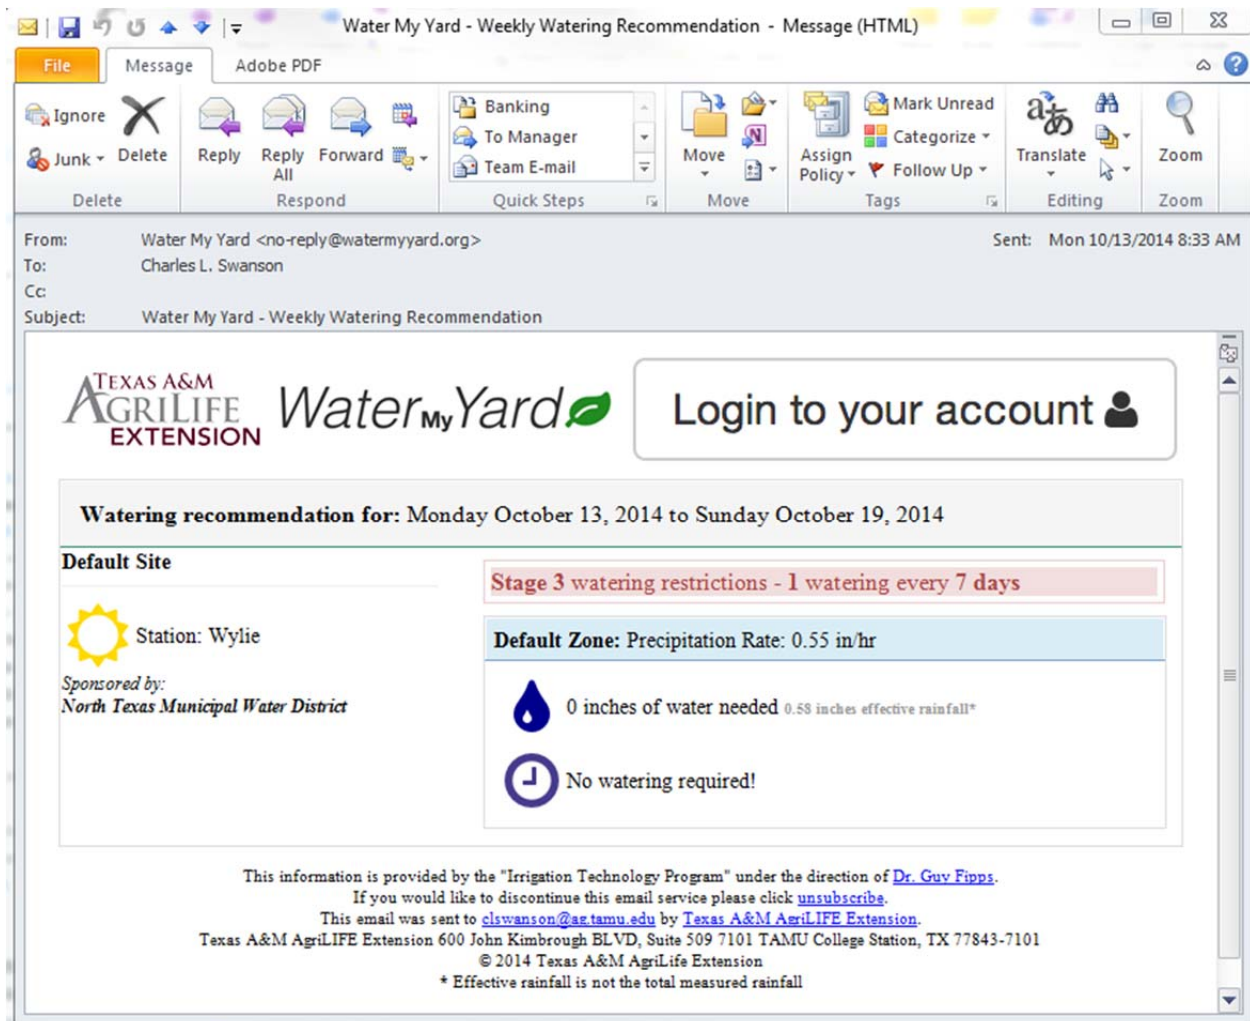 Water My Yard - Weekly Watering Recommendation - Message (HTML)
File Message Adobe PDF
Ignore
Junk
Delete
Reply
Reply All
Forward
Banking
To Manager
Team E-mail
Move
Assign Policy
Mark Unread
Categorize
Follow Up
Translate
Zoom
Delete Respond Quick Steps Move Tags Editing Zoom
From: Water My Yard <no-reply@watermyyard.org> Sent: Mon 10/13/2014 8:33 AM
To: Charles L. Swanson
Cc:
Subject: Water My Yard - Weekly Watering Recommendation
TEXAS A&M
AGRILIFE
EXTENSION
Water My Yard
Login to your account
Watering recommendation for: Monday October 13, 2014 to Sunday October 19, 2014
Default Site
Station: Wylie
Sponsored by:
North Texas Municipal Water District
Stage 3 watering restrictions - 1 watering every 7 days
Default Zone: Precipitation Rate: 0.55 in/hr
0 inches of water needed 0.58 inches effective rainfall*
No watering required!
This information is provided by the "Irrigation Technology Program" under the direction of Dr. Guy Fipps.
If you would like to discontinue this email service please click unsubscribe.
This email was sent to clswanson@ag.tamu.edu by Texas A&M AgriLIFE Extension.
Texas A&M AgriLIFE Extension 600 John Kimbrough BLVD, Suite 509 7101 TAMU College Station, TX 77843-7101
© 2014 Texas A&M AgriLife Extension
* Effective rainfall is not the total measured rainfall